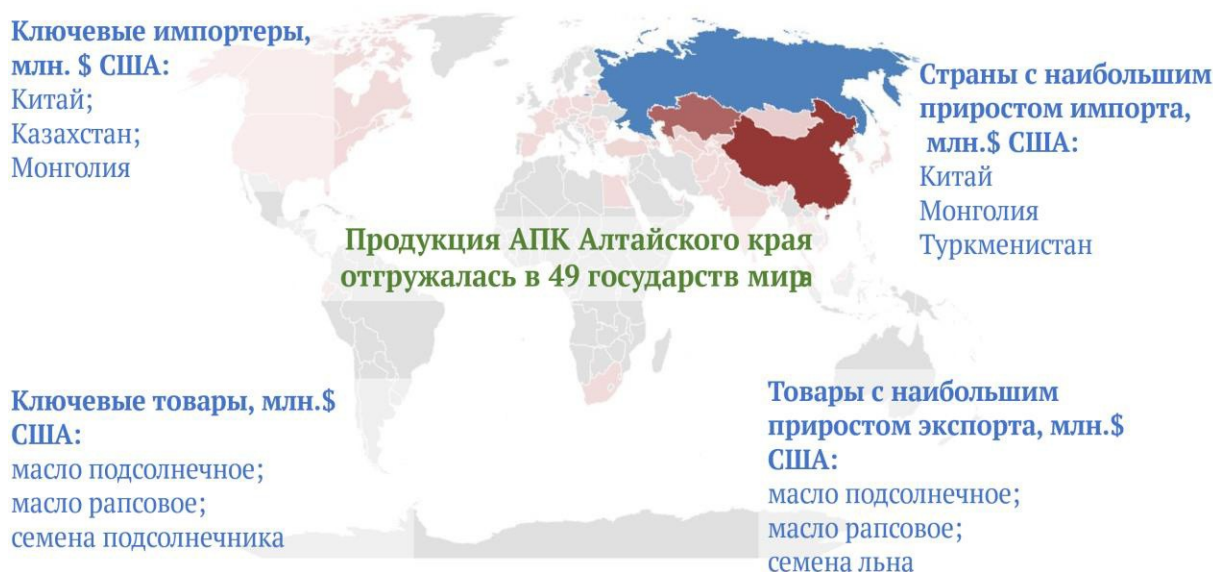 Ключевые импортеры,
млн. $ США:
Китай;
Казахстан;
Монголия
Страны с наибольшим
приростом импорта,
млн.$ США:
Китай
Монголия
Туркменистан
Продукция АПК Алтайского края
отгружалась в 49 государств мира
Ключевые товары, млн.$
США:
масло подсолнечное;
масло рапсовое;
семена подсолнечника
Товары с наибольшим
приростом экспорта, млн.$
США:
масло подсолнечное;
масло рапсовое;
семена льна